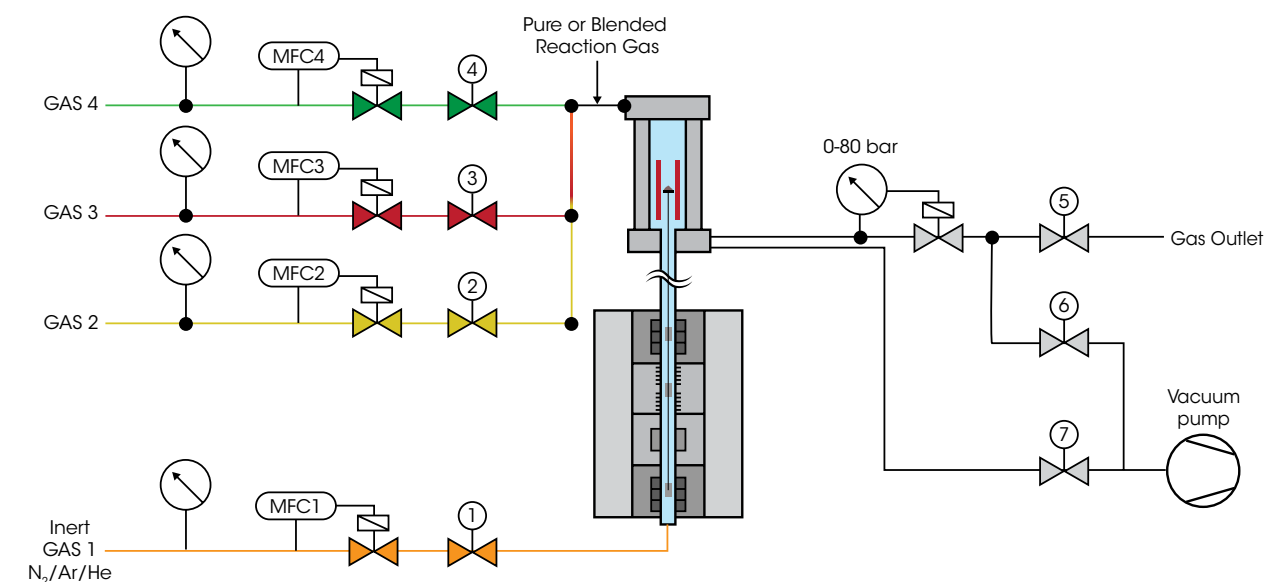 Pure or Blended
Reaction Gas
MFC4
4
GAS 4
MFC3
3
0-80 bar
GAS 3
5
Gas Outlet
MFC2
2
GAS 2
6
Vacuum
pump
7
MFC1
1
Inert
GAS 1
N₂/Ar/He